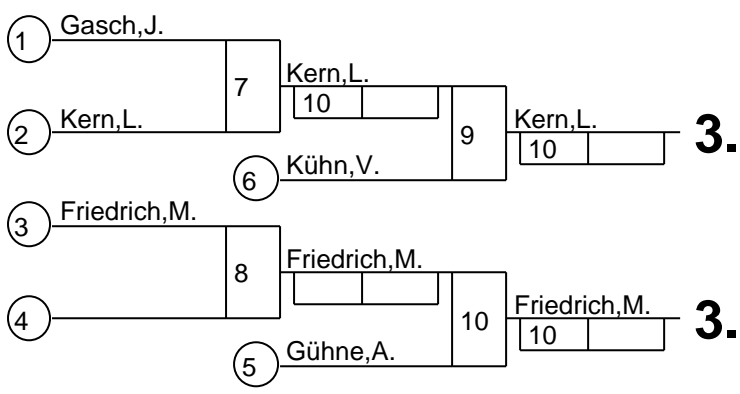 1 Gasch,J.
7 Kern,L.
10
2 Kern,L.
9 Kern,L. 3.
10
6 Kühn,V.
3 Friedrich,M.
8 Friedrich,M.
4
10 Friedrich,M. 3.
10
5 Gühne,A.